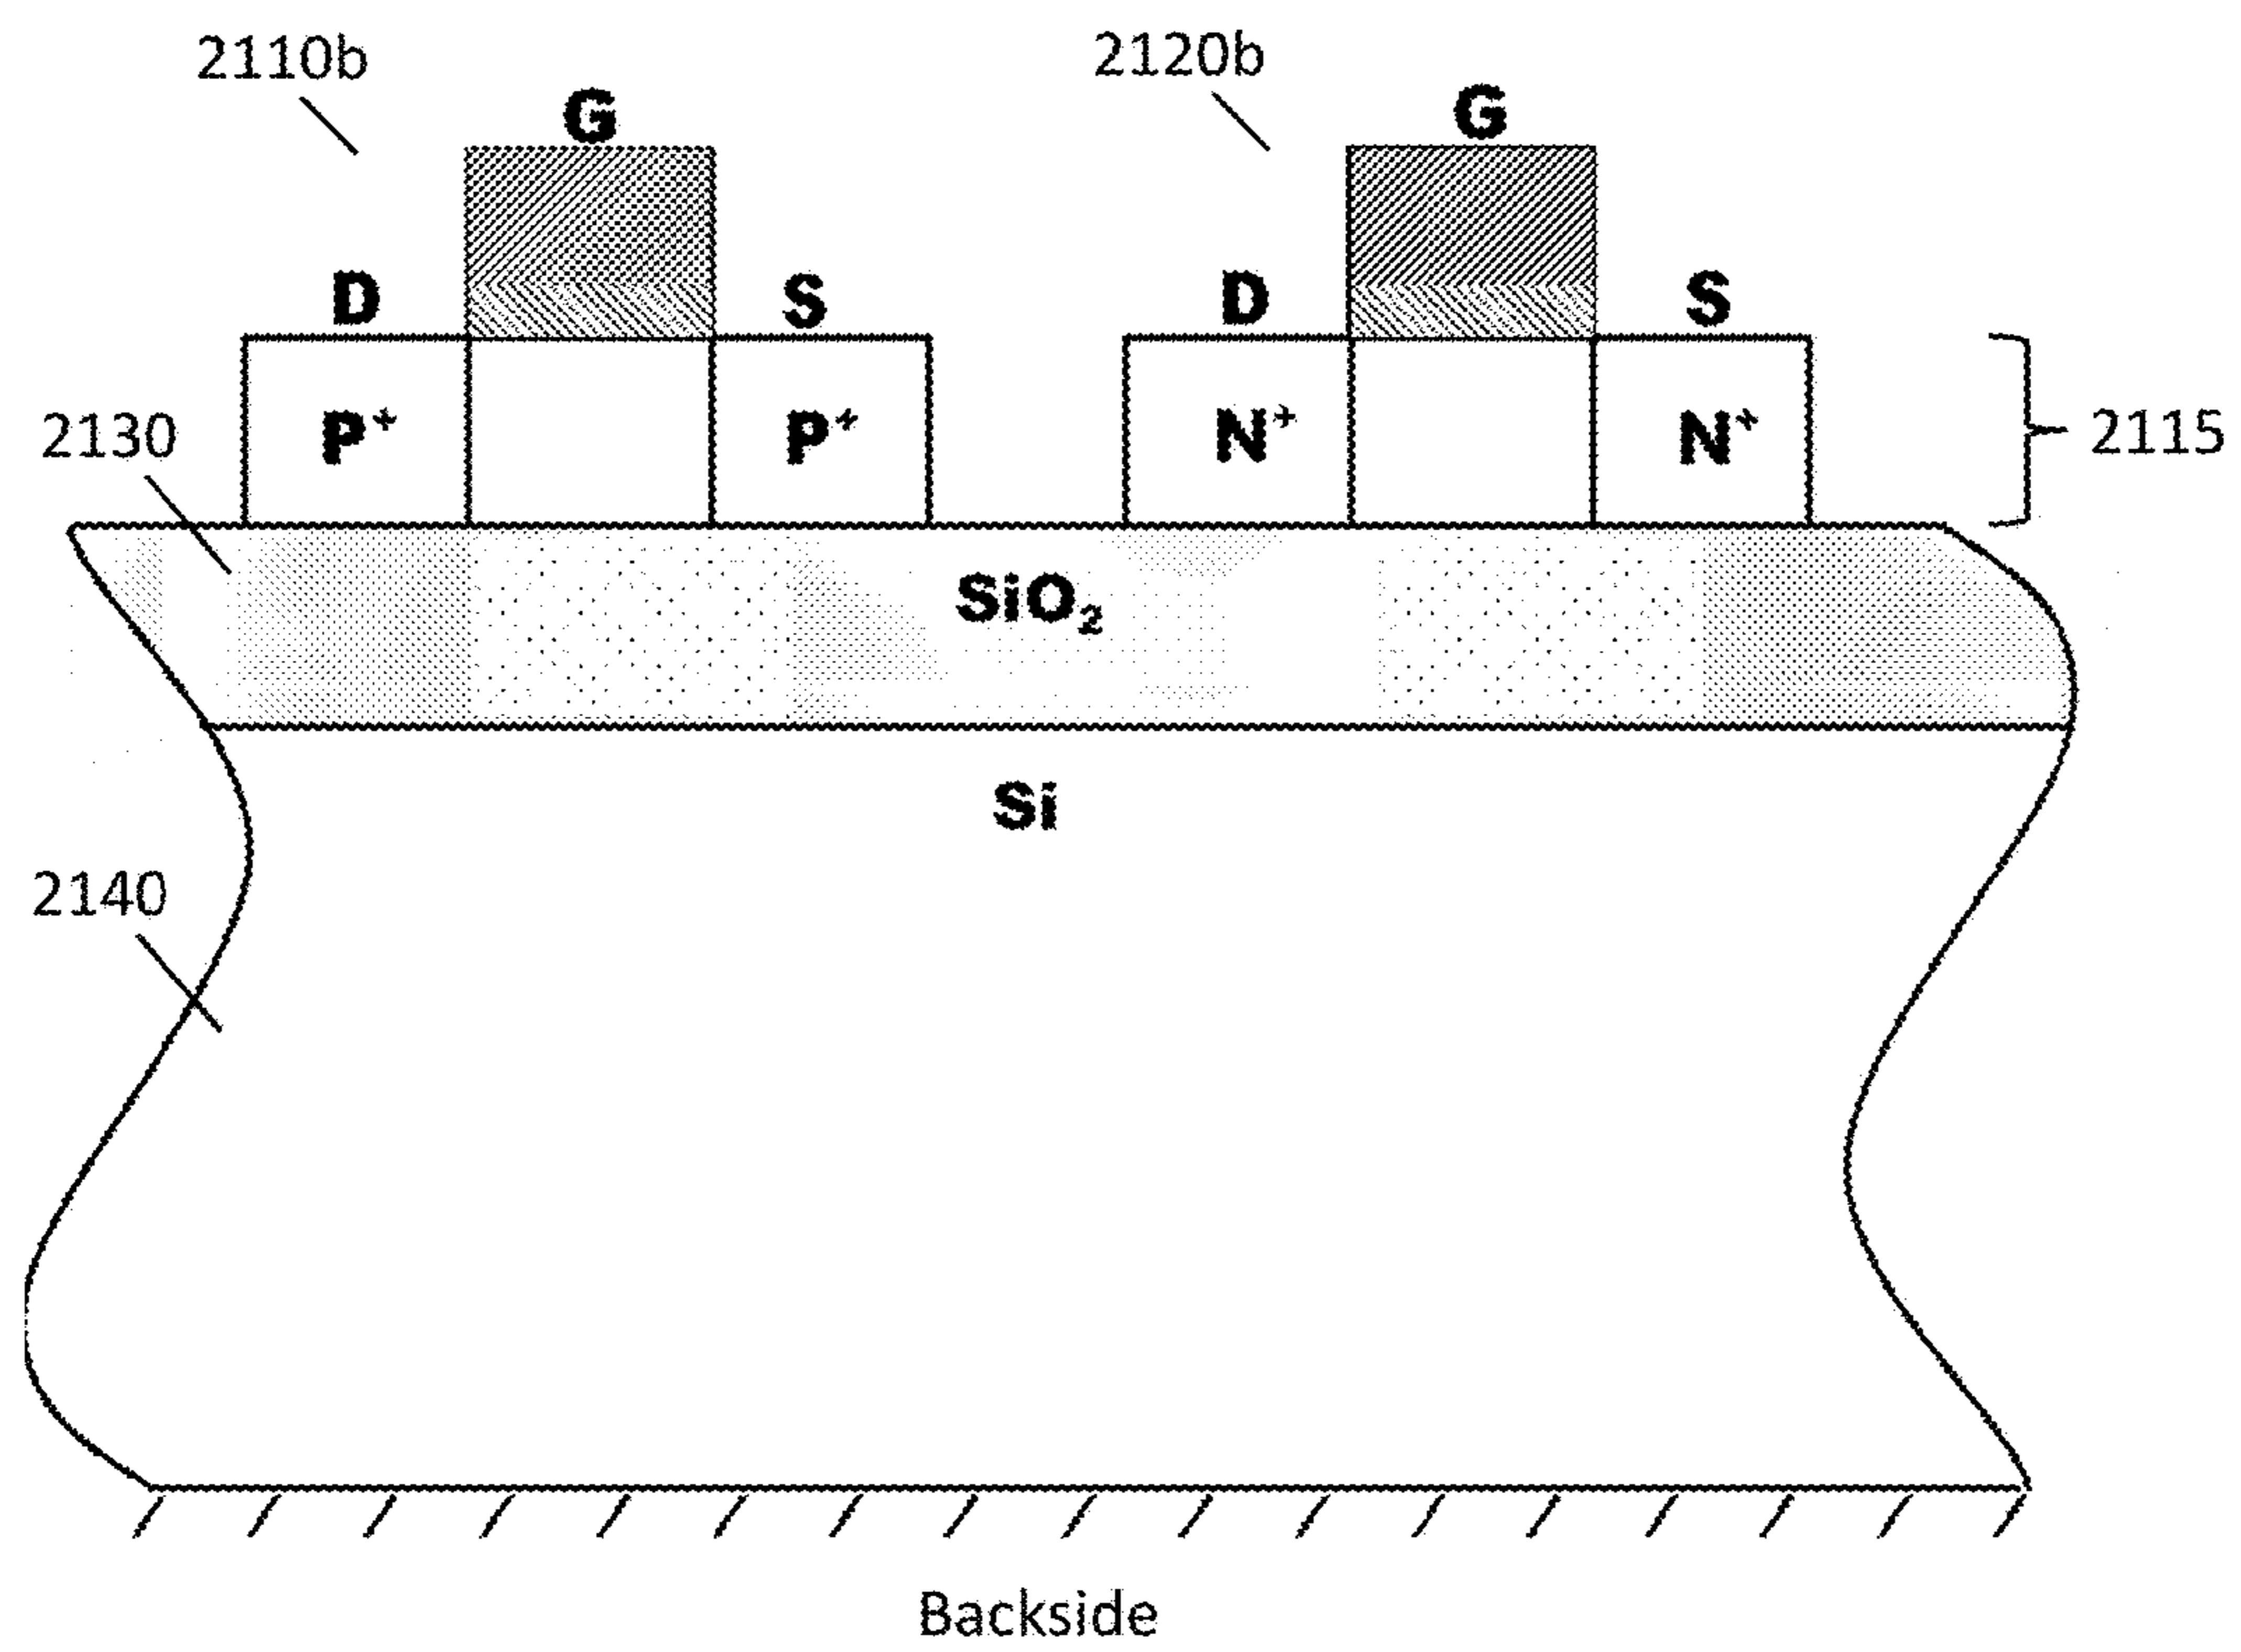 2110b
2120b
G
G
D
S
D
S
P⁺
P⁺
N⁺
N⁺
2115
2130
SiO₂
Si
2140
Backside